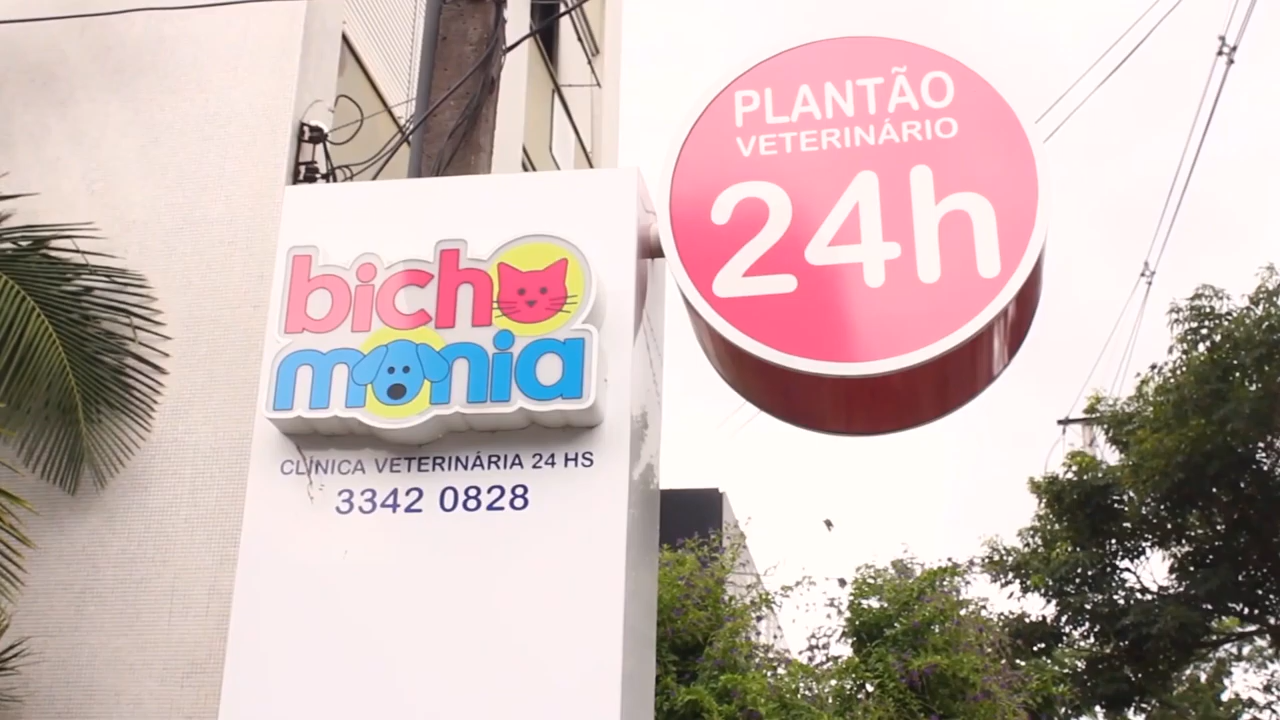 bicho
mania
CLÍNICA VETERINÁRIA 24 HS
3342 0828
PLANTÃO
VETERINÁRIO
24h